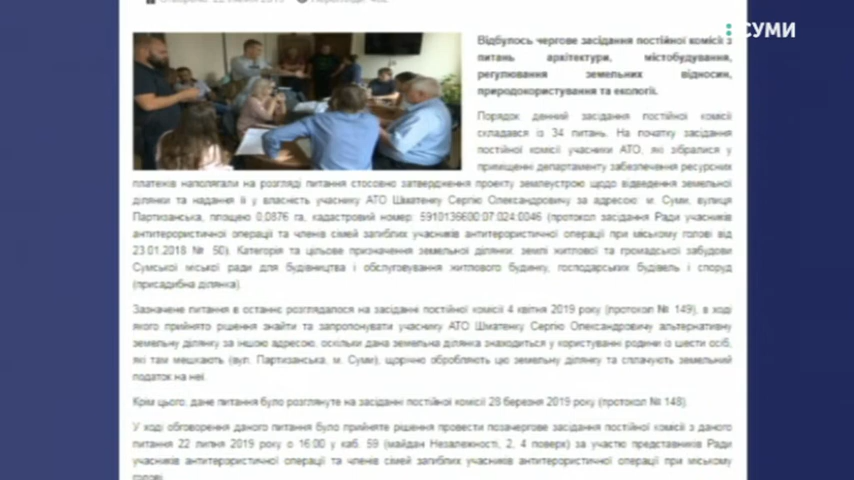 СУМИ
Відбулось чергове засідання постійної комісії з
питань архітектури, містобудування,
регулювання земельних відносин,
природокористування та екології.
Порядок денний засідання постійної комісії
складався із 34 питань. На початку засідання
постійної комісії учасники АТО, які зібралися у
приміщенні департаменту забезпечення ресурсних
платежів наполягали на розгляді питання стосовно затвердження проекту землеустрою щодо відведення земельної
ділянки та надання її у власність учаснику АТО Шматенку Сергію Олександровичу за адресою: м. Суми, вулиця
Партизанська, площею 0,0876 га, кадастровий номер: 5910136600:07:024:0046 (протокол засідання Ради учасників
антитерористичної операції та членів сімей загиблих учасників антитерористичної операції при міському голові від
23.01.2018 № 50). Категорія та цільове призначення земельної ділянки: землі житлової та громадської забудови
Сумської міської ради для будівництва і обслуговування житлового будинку, господарських будівель і споруд
(присадибна ділянка).
Зазначене питання в останнє розглядалося на засіданні постійної комісії 4 квітня 2019 року (протокол № 149), в ході
якого прийнято рішення знайти та запропонувати учаснику АТО Шматенку Сергію Олександровичу альтернативну
земельну ділянку за іншою адресою, оскільки дана земельна ділянка знаходиться у користуванні родини із шести осіб,
які там мешкають (вул. Партизанська, м. Суми), щорічно обробляють цю земельну ділянку та сплачують земельний
податок на неї.
Крім цього, дане питання було розглянуте на засіданні постійної комісії 28 березня 2019 року (протокол № 148).
У ході обговорення даного питання було прийняте рішення провести позачергове засідання постійної комісії з даного
питання 22 липня 2019 року о 16:00 у каб. 59 (майдан Незалежності, 2, 4 поверх) за участю представників Ради
учасників антитерористичної операції та членів сімей загиблих учасників антитерористичної операції при міському
голові.